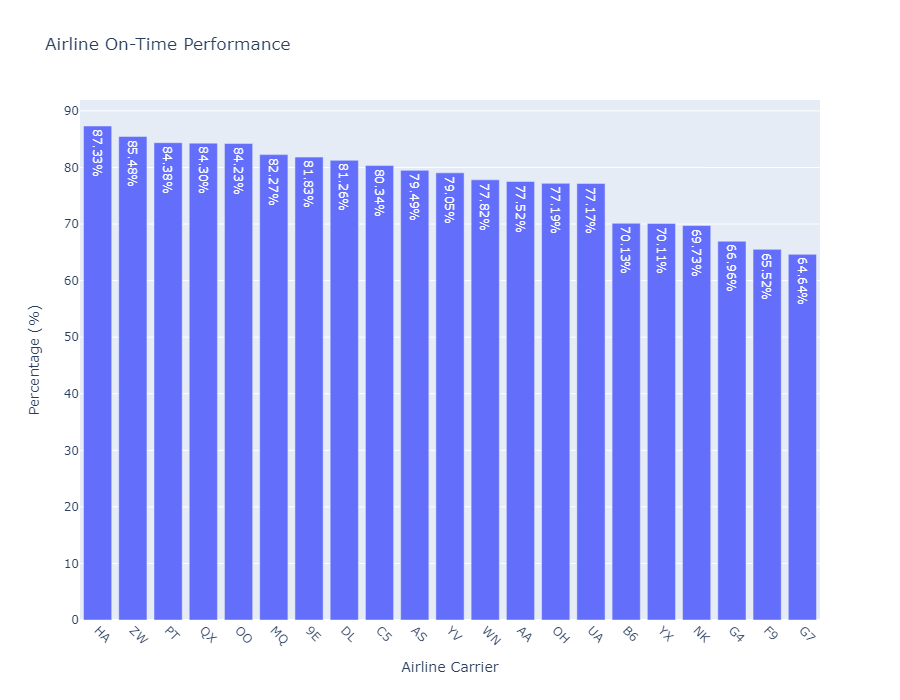 Airline On-Time Performance
Percentage (%)
90
80
70
60
50
40
30
20
10
0
87.33%
85.48%
84.38%
84.30%
84.23%
82.27%
81.83%
81.26%
80.34%
79.49%
79.05%
77.82%
77.52%
77.19%
77.17%
70.13%
70.11%
69.73%
66.96%
65.52%
64.64%
HA
ZW
PT
QX
OO
MQ
9E
DL
C5
AS
YV
WN
AA
OH
UA
B6
YX
NK
G4
F9
G7
Airline Carrier